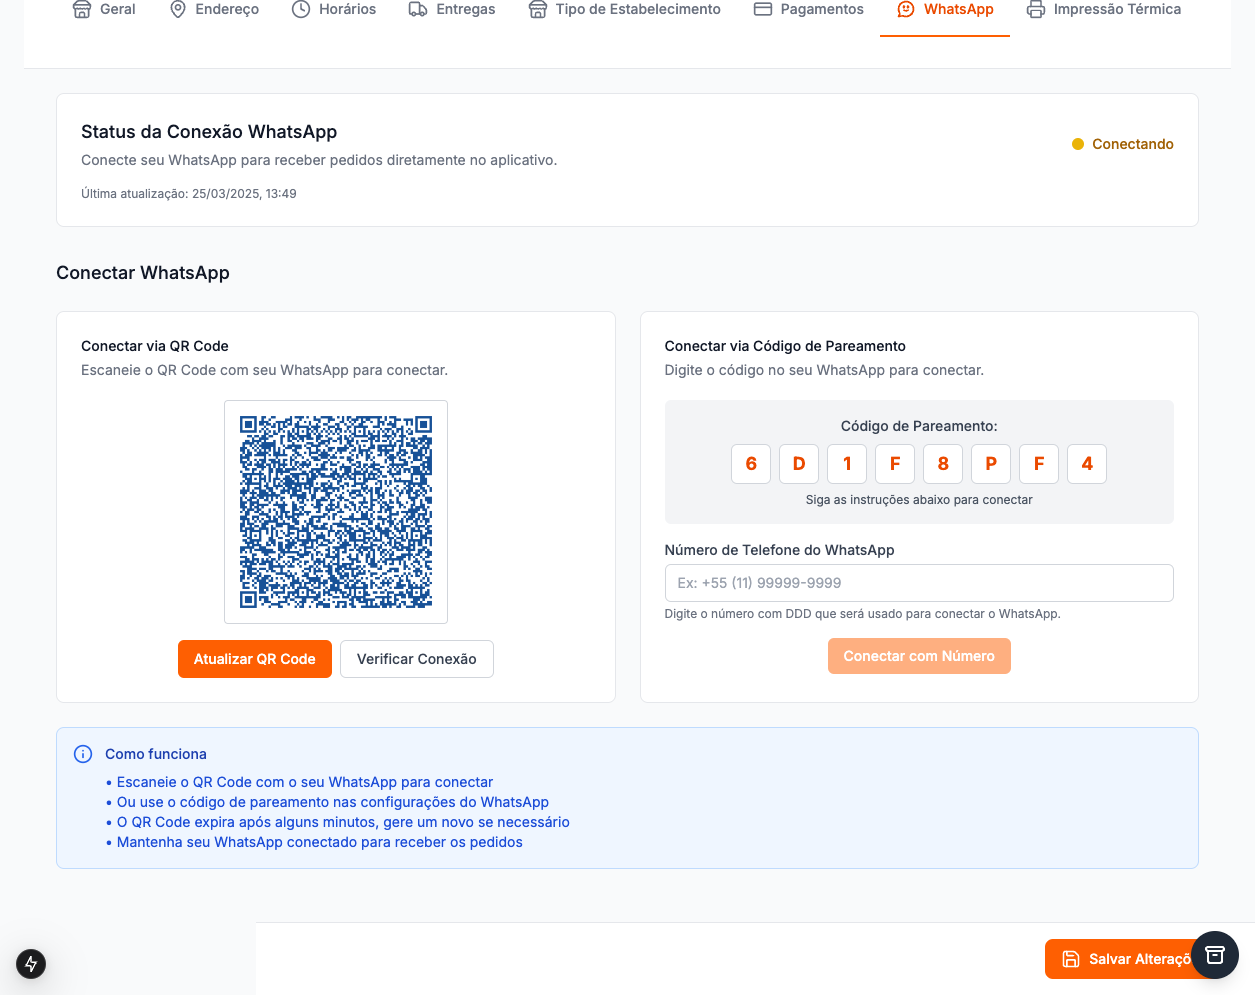 Geral Endereço Horários Entregas Tipo de Estabelecimento Pagamentos WhatsApp Impressão Térmica
Status da Conexão WhatsApp
Conecte seu WhatsApp para receber pedidos diretamente no aplicativo.
Conectando
Última atualização: 25/03/2025, 13:49
Conectar WhatsApp
Conectar via QR Code
Escaneie o QR Code com seu WhatsApp para conectar.
Atualizar QR Code Verificar Conexão
Conectar via Código de Pareamento
Digite o código no seu WhatsApp para conectar.
Código de Pareamento:
6 D 1 F 8 P F 4
Siga as instruções abaixo para conectar
Número de Telefone do WhatsApp
Ex: +55 (11) 99999-9999
Digite o número com DDD que será usado para conectar o WhatsApp.
Conectar com Número
Como funciona
• Escaneie o QR Code com o seu WhatsApp para conectar
• Ou use o código de pareamento nas configurações do WhatsApp
• O QR Code expira após alguns minutos, gere um novo se necessário
• Mantenha seu WhatsApp conectado para receber os pedidos
Salvar Alteraçõ